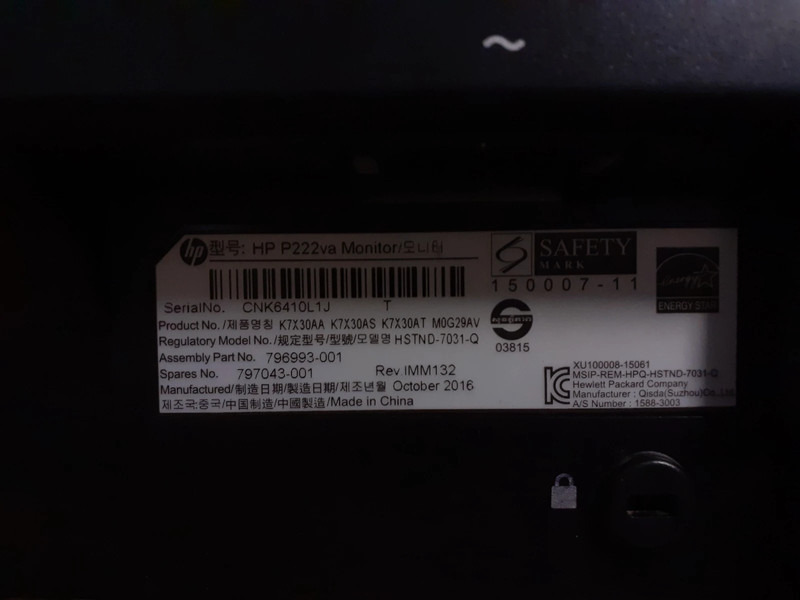 ~
hp 型号: HP P222va Monitor/모니터
SerialNo. CNK6410L1J T
Product No./제품명칭 K7X30AA K7X30AS K7X30AT M0G29AV
Regulatory Model No./规定型号/型號/모델명 HSTND-7031-Q
Assembly Part No. 796993-001
Spares No. 797043-001 Rev.IMM132
Manufactured/制造日期/製造日期/제조년월 October 2016
제조국:중국/中国制造/中國製造/Made in China
S SAFETY
MARK
150007-11
03815
ENERGY STAR
XU100008-15061
MSIP-REM-HPQ-HSTND-7031-Q
Hewlett Packard Company
Manufacturer : Qisda(Suzhou)Co.,Ltd.
A/S Number : 1588-3003